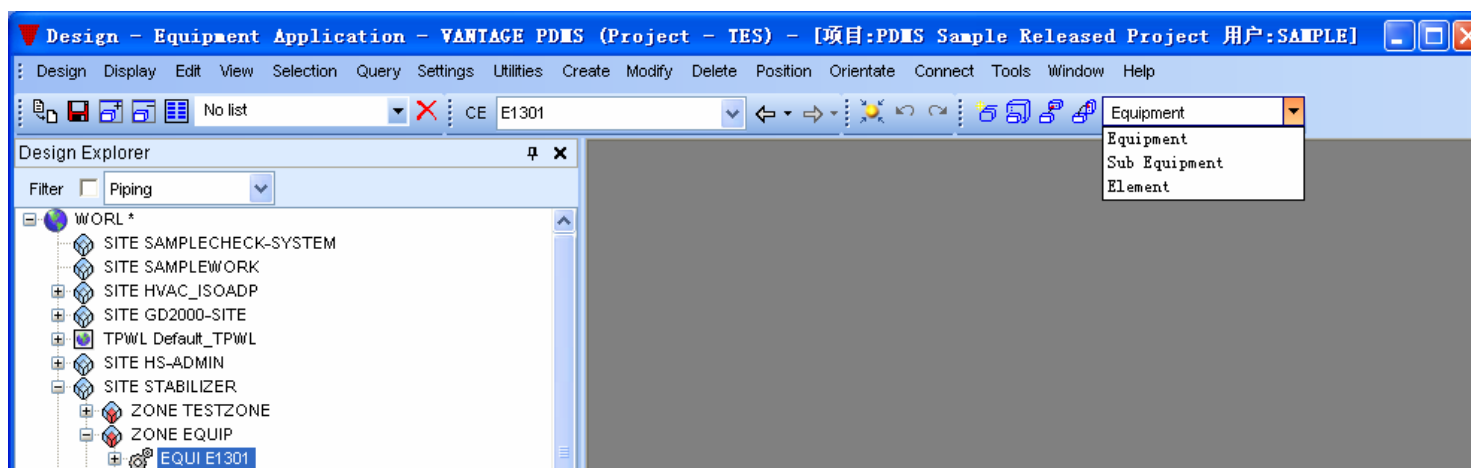 Design - Equipment Application - VANTAGE PDMS (Project - TES) - [项目:PDMS Sample Released Project 用户:SAMPLE]
Design Display Edit View Selection Query Settings Utilities Create Modify Delete Position Orientate Connect Tools Window Help
No list CE E1301 Equipment
Equipment
Sub Equipment
Element
Design Explorer
Filter Piping
WORL *
SITE SAMPLECHECK-SYSTEM
SITE SAMPLEWORK
SITE HVAC_ISOADP
SITE GD2000-SITE
TPWL Default_TPWL
SITE HS-ADMIN
SITE STABILIZER
ZONE TESTZONE
ZONE EQUIP
EQUI E1301